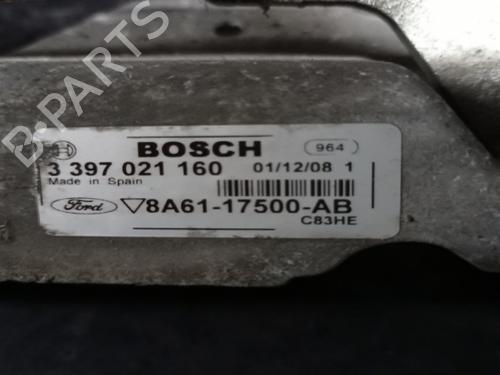 B-PARTS
BOSCH 964
3 397 021 160 01/12/08 1
Made in Spain
Ford 8A61-17500-AB
C83HE